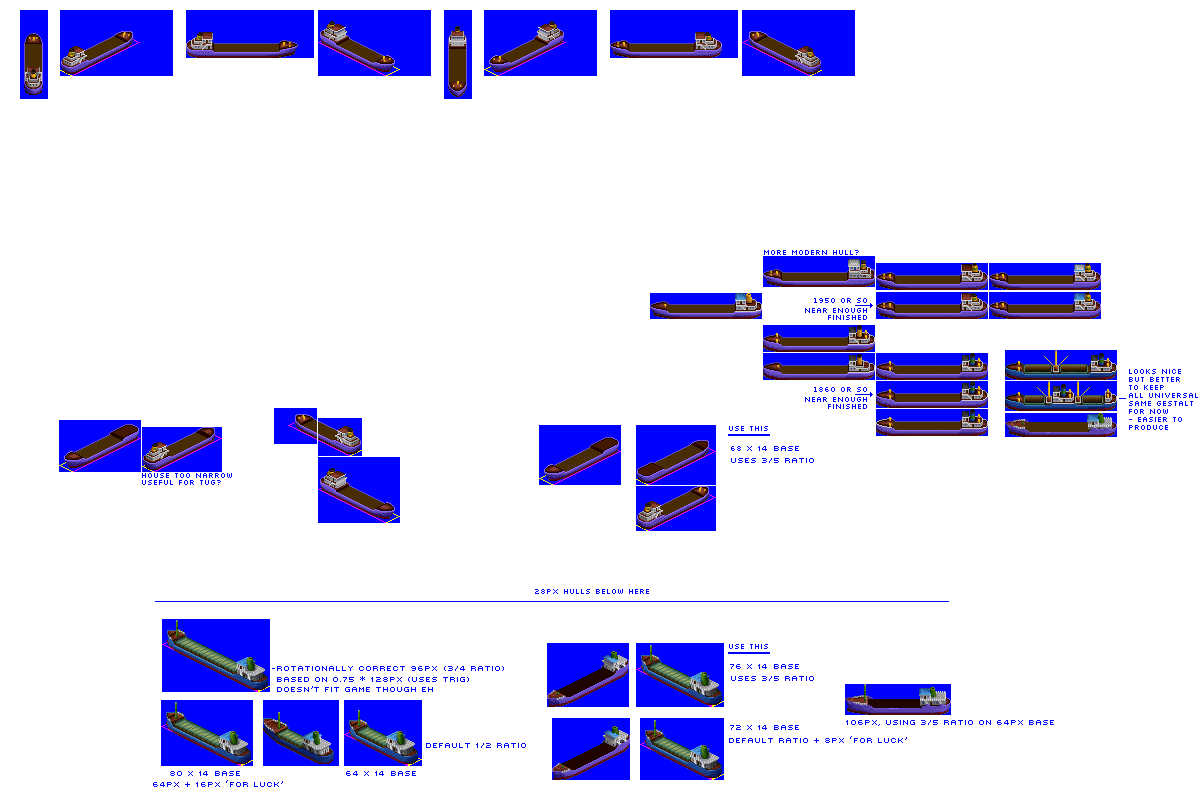 MORE MODERN HULL?
1950 OR SO
NEAR ENOUGH
FINISHED
1860 OR SO
NEAR ENOUGH
FINISHED
LOOKS NICE
BUT BETTER
TO KEEP
ALL UNIVERSAL
SAME GESTALT
FOR NOW
- EASIER TO
PRODUCE
USE THIS
68 X 14 BASE
USES 3/5 RATIO
HOUSE TOO NARROW
USEFUL FOR TUG?
28PX HULLS BELOW HERE
-ROTATIONALLY CORRECT 96PX (3/4 RATIO)
BASED ON 0.75 * 128PX (USES TRIG)
DOESN'T FIT GAME THOUGH EH
USE THIS
76 X 14 BASE
USES 3/5 RATIO
106PX, USING 3/5 RATIO ON 64PX BASE
72 X 14 BASE
DEFAULT RATIO + 8PX 'FOR LUCK'
DEFAULT 1/2 RATIO
80 X 14 BASE
64PX + 16PX 'FOR LUCK'
64 X 14 BASE